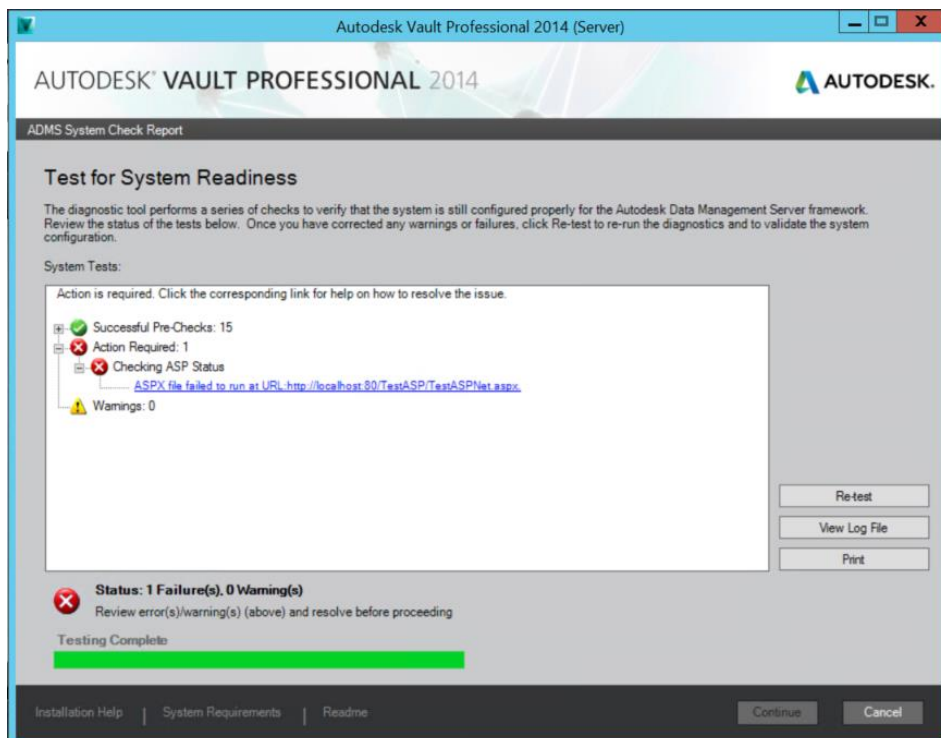 Autodesk Vault Professional 2014 (Server)
AUTODESK® VAULT PROFESSIONAL 2014
AUTODESK.
ADMS System Check Report
Test for System Readiness
The diagnostic tool performs a series of checks to verify that the system is still configured properly for the Autodesk Data Management Server framework.
Review the status of the tests below. Once you have corrected any warnings or failures, click Re-test to re-run the diagnostics and to validate the system
configuration.
System Tests:
Action is required. Click the corresponding link for help on how to resolve the issue.
Successful Pre-Checks: 15
Action Required: 1
Checking ASP Status
ASPX file failed to run at URL:http://localhost:80/TestASP/TestASPNet.aspx.
Warnings: 0
Re-test
View Log File
Print
Status: 1 Failure(s), 0 Warning(s)
Review error(s)/warning(s) (above) and resolve before proceeding
Testing Complete
Installation Help | System Requirements | Readme
Continue
Cancel